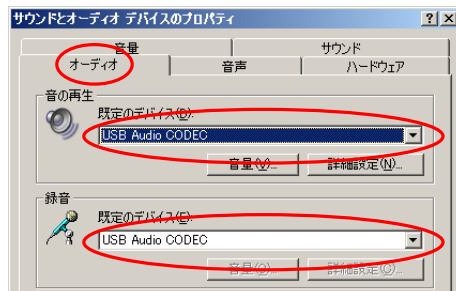 サウンドとオーディオ デバイスのプロパティ
音量 サウンド
オーディオ 音声 ハードウェア
音の再生
既定のデバイス(D):
USB Audio CODEC
音量(V)... 詳細設定(N)...
録音
既定のデバイス(E):
USB Audio CODEC
音量(O)... 詳細設定(C)...